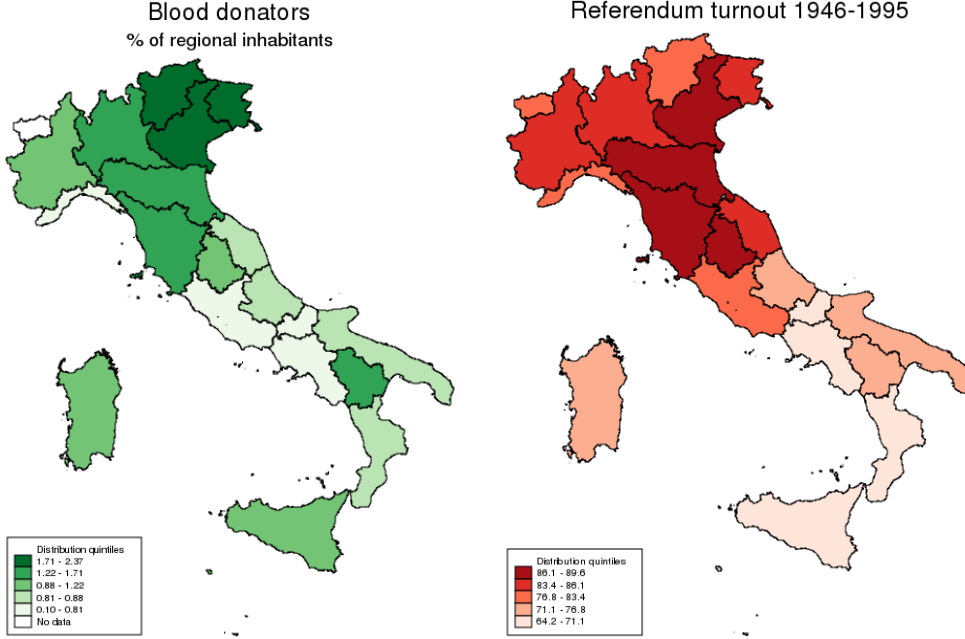 Blood donators
% of regional inhabitants
Distribution quintiles
1.71 - 2.37
1.22 - 1.71
0.88 - 1.22
0.81 - 0.88
0.10 - 0.81
No data
Referendum turnout 1946-1995
Distribution quintiles
86.1 - 89.6
83.4 - 86.1
76.8 - 83.4
71.1 - 76.8
64.2 - 71.1